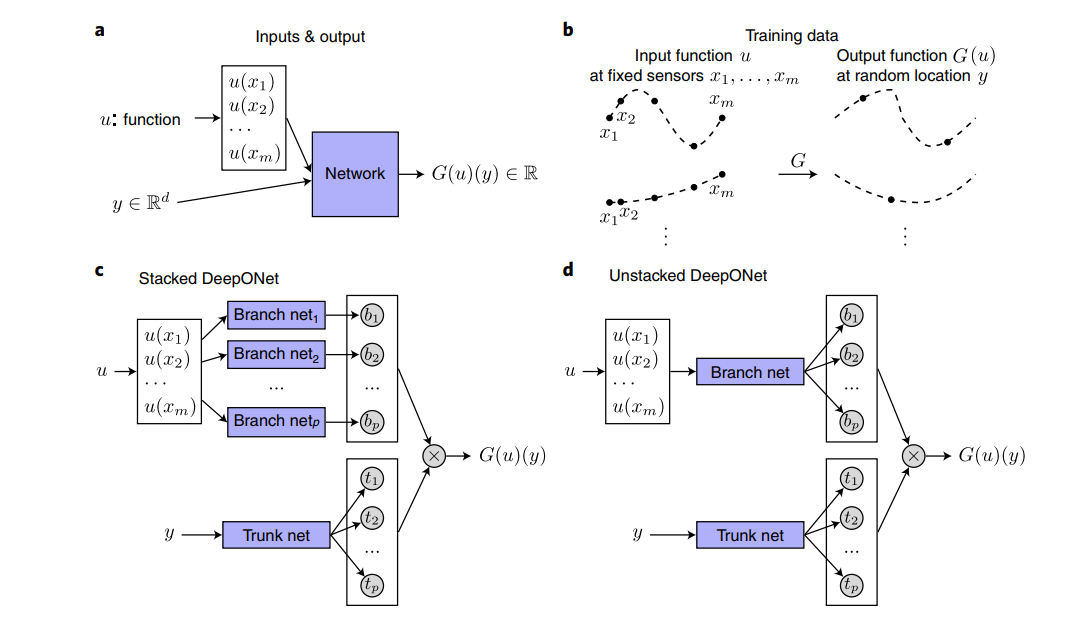 a
Inputs & output
u: function
u(x₁)
u(x₂)
...
u(xₘ)
y ∈ ℝᵈ
Network
G(u)(y) ∈ ℝ
b
Training data
Input function u
at fixed sensors x₁, . . . , xₘ
Output function G(u)
at random location y
x₁
x₂
xₘ
x₁
x₂
xₘ
⋮
G
⋮
c
Stacked DeepONet
u
u(x₁)
u(x₂)
...
u(xₘ)
Branch net₁
Branch net₂
...
Branch netₚ
b₁
b₂
...
bₚ
y
Trunk net
t₁
t₂
...
tₚ
×
G(u)(y)
d
Unstacked DeepONet
u
u(x₁)
u(x₂)
...
u(xₘ)
Branch net
b₁
b₂
...
bₚ
y
Trunk net
t₁
t₂
...
tₚ
×
G(u)(y)